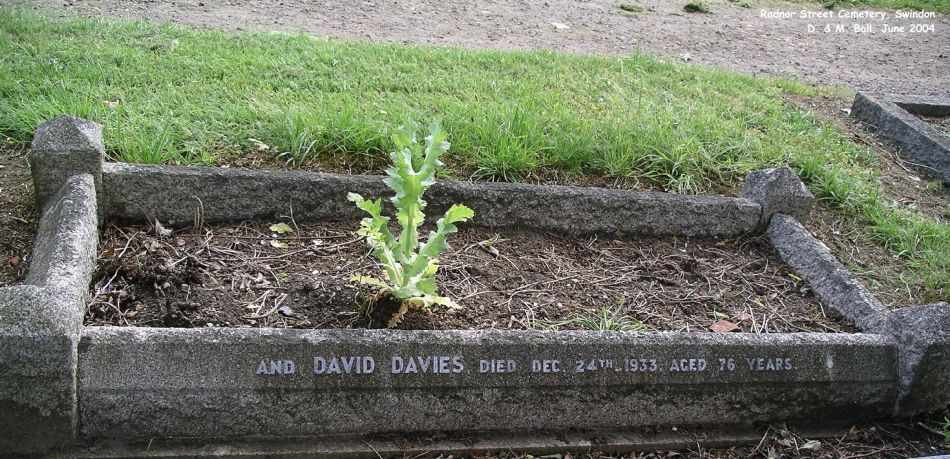 Radnor Street Cemetery, Swindon
D. & M. Ball, June 2004
AND DAVID DAVIES DIED DEC. 24TH. 1933. AGED 76 YEARS.